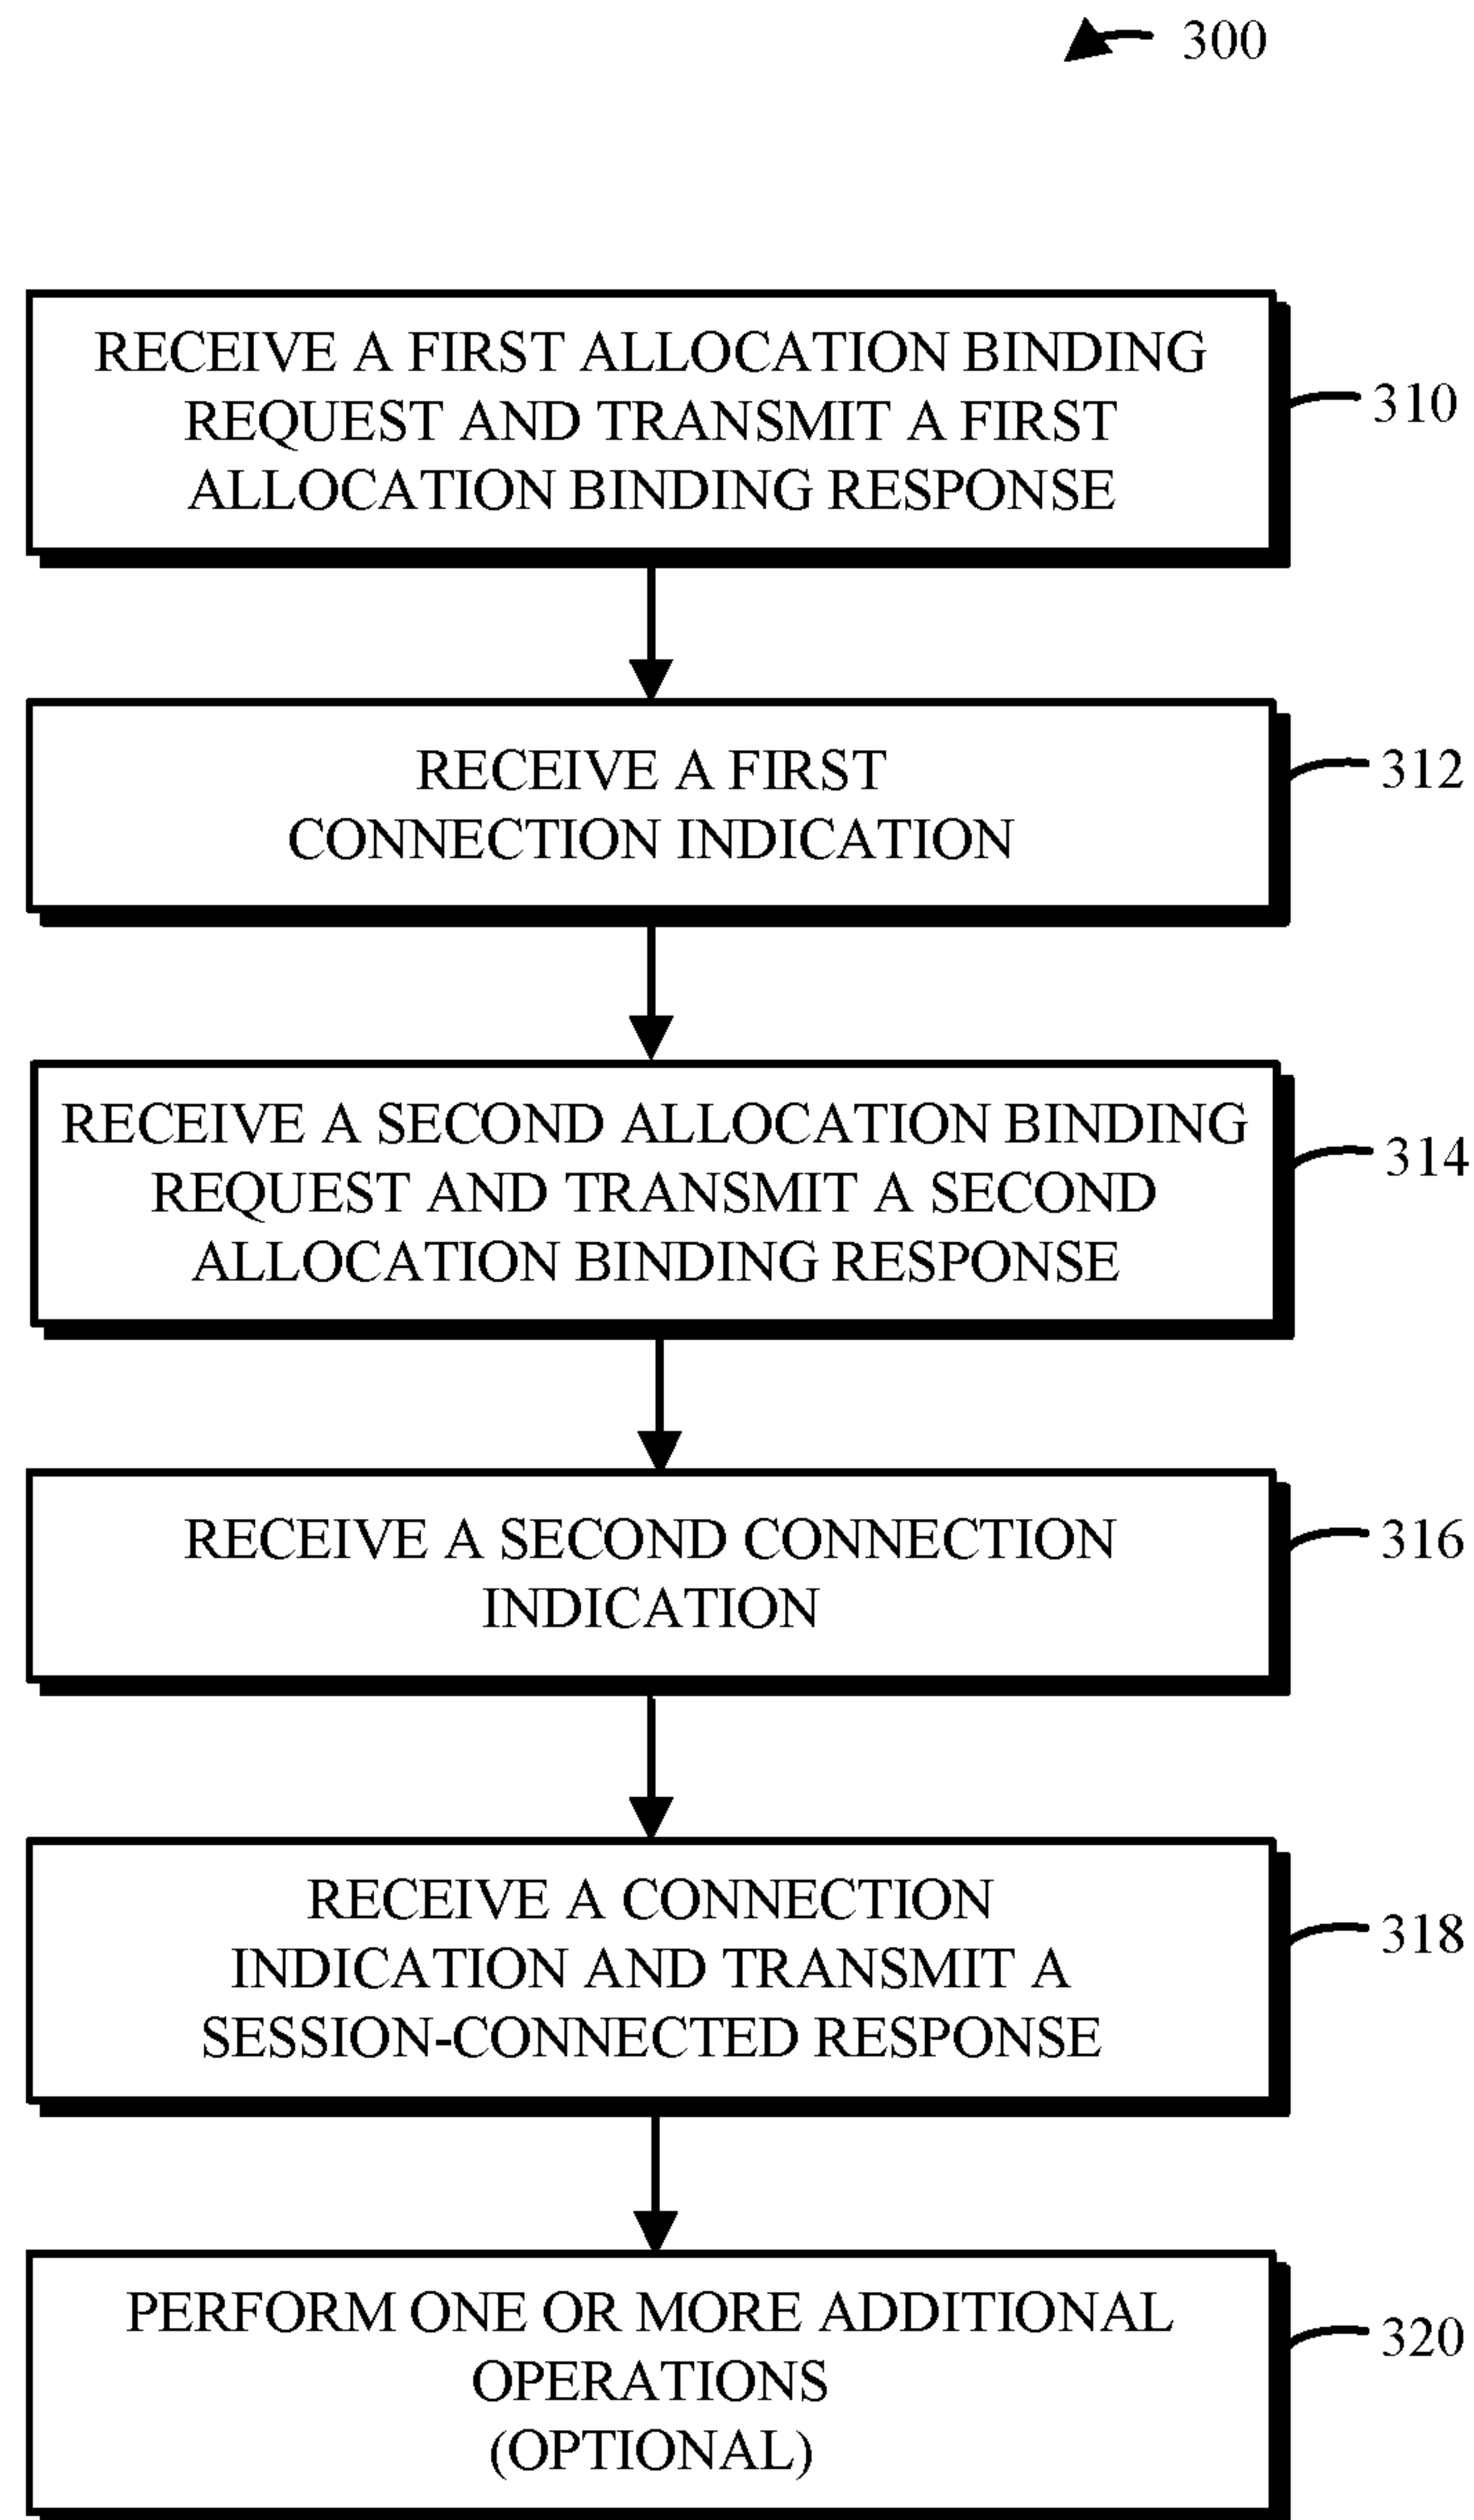 300
RECEIVE A FIRST ALLOCATION BINDING
REQUEST AND TRANSMIT A FIRST
ALLOCATION BINDING RESPONSE
310
RECEIVE A FIRST
CONNECTION INDICATION
312
RECEIVE A SECOND ALLOCATION BINDING
REQUEST AND TRANSMIT A SECOND
ALLOCATION BINDING RESPONSE
314
RECEIVE A SECOND CONNECTION
INDICATION
316
RECEIVE A CONNECTION
INDICATION AND TRANSMIT A
SESSION-CONNECTED RESPONSE
318
PERFORM ONE OR MORE ADDITIONAL
OPERATIONS
(OPTIONAL)
320